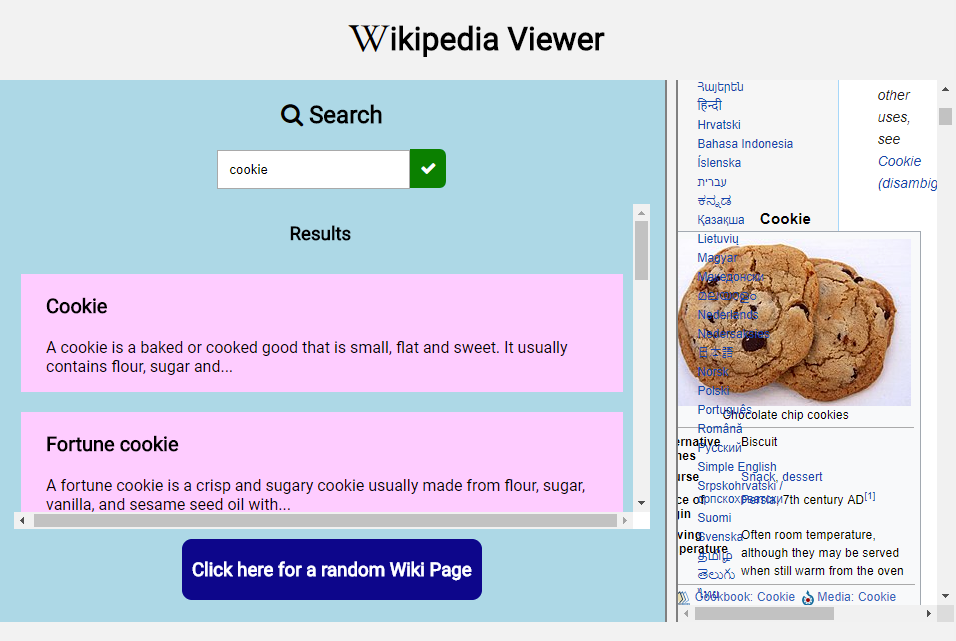 Wikipedia Viewer
Search
cookie
Results
Cookie
A cookie is a baked or cooked good that is small, flat and sweet. It usually
contains flour, sugar and...
Fortune cookie
A fortune cookie is a crisp and sugary cookie usually made from flour, sugar,
vanilla, and sesame seed oil with...
Click here for a random Wiki Page
Հայերեն
हिन्दी
Hrvatski
Bahasa Indonesia
Íslenska
עברית
ಕನ್ನಡ
Қазақша
Lietuvių
Magyar
Македонски
Nederlands
日本語
Norsk
Polski
Português
Română
Русский
Simple English
Srpskohrvatski /
српскохрватски
Suomi
Svenska
தமிழ்
తెలుగు
ไทย
other
uses,
see
Cookie
(disambig
Cookie
Chocolate chip cookies
ernative
nes
Biscuit
urse
Snack, dessert
ce of
gin
Persia, 7th century AD[1]
ving
perature
Often room temperature,
although they may be served
when still warm from the oven
Cookbook: Cookie
Media: Cookie